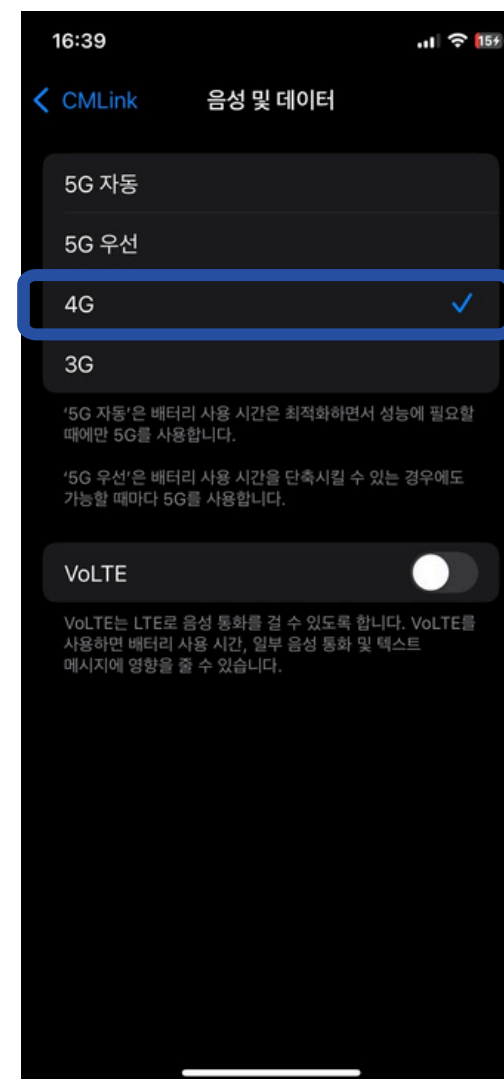 16:39
15
CMLink
음성 및 데이터
5G 자동
5G 우선
4G
3G
‘5G 자동’은 배터리 사용 시간은 최적화하면서 성능에 필요할
때에만 5G를 사용합니다.
‘5G 우선’은 배터리 사용 시간을 단축시킬 수 있는 경우에도
가능할 때마다 5G를 사용합니다.
VoLTE
VoLTE는 LTE로 음성 통화를 걸 수 있도록 합니다. VoLTE를
사용하면 배터리 사용 시간, 일부 음성 통화 및 텍스트
메시지에 영향을 줄 수 있습니다.